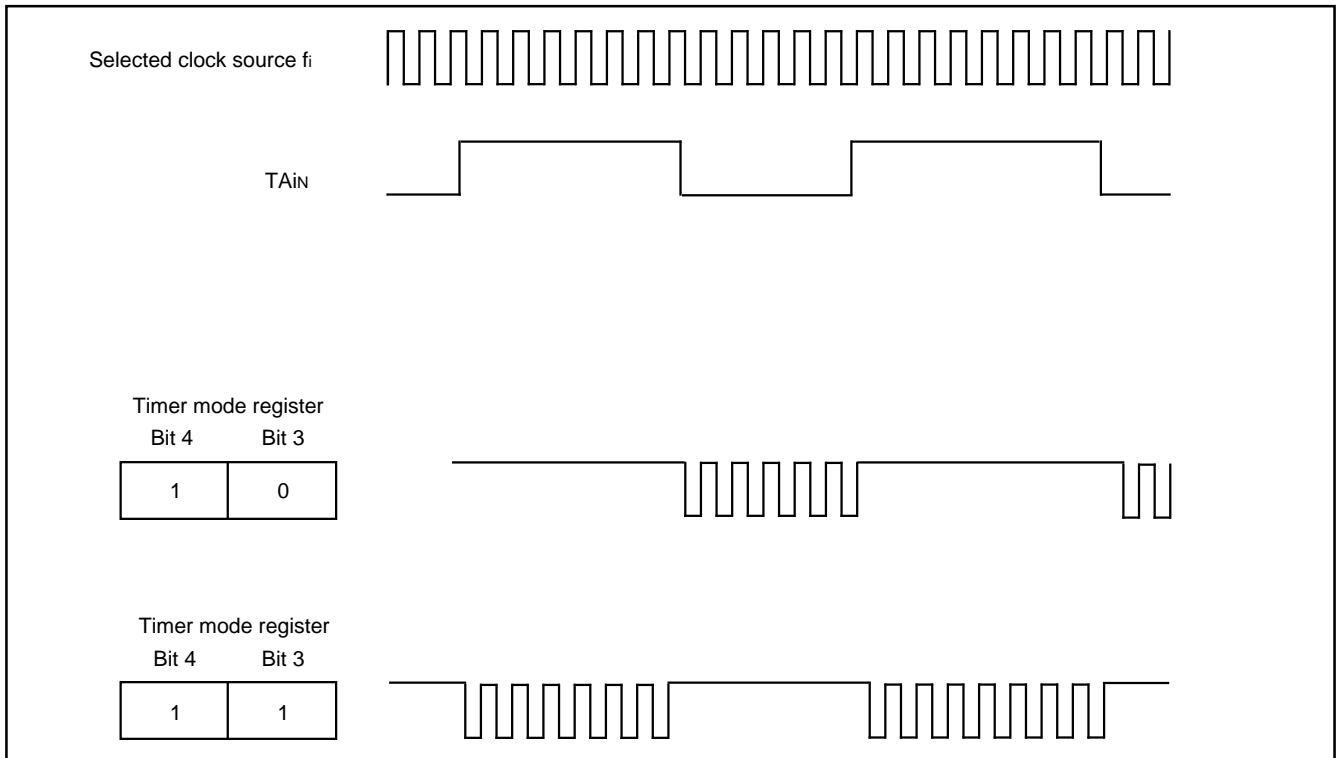 Selected clock source fi
TAiN
Timer mode register
Bit 4 Bit 3
1 0
Timer mode register
Bit 4 Bit 3
1 1